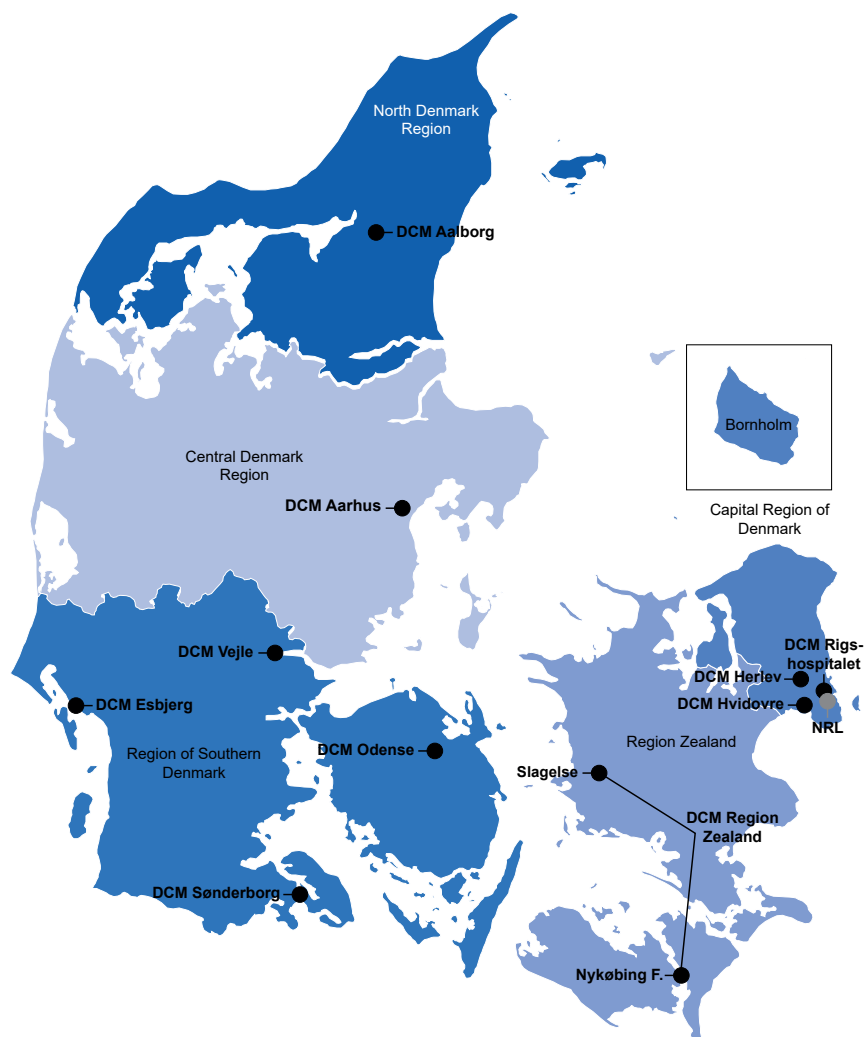 North Denmark
Region
DCM Aalborg
Bornholm
Central Denmark
Region
DCM Aarhus
Capital Region of
Denmark
DCM Vejle
DCM Rigs-
hospitalet
DCM Herlev
DCM Esbjerg
DCM Hvidovre
NRL
Region of Southern
Denmark
DCM Odense
Region Zealand
Slagelse
DCM Region
Zealand
DCM Sønderborg
Nykøbing F.